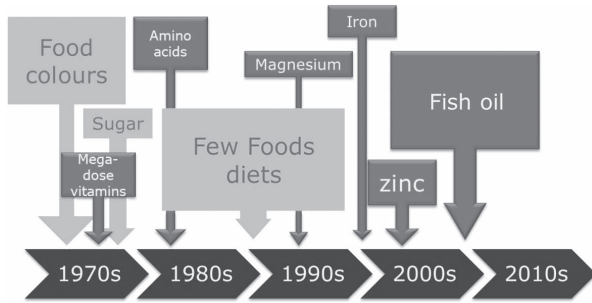 Food
colours
Sugar
Mega-
dose
vitamins
Amino
acids
Magnesium
Few Foods
diets
Iron
zinc
Fish oil
1970s
1980s
1990s
2000s
2010s